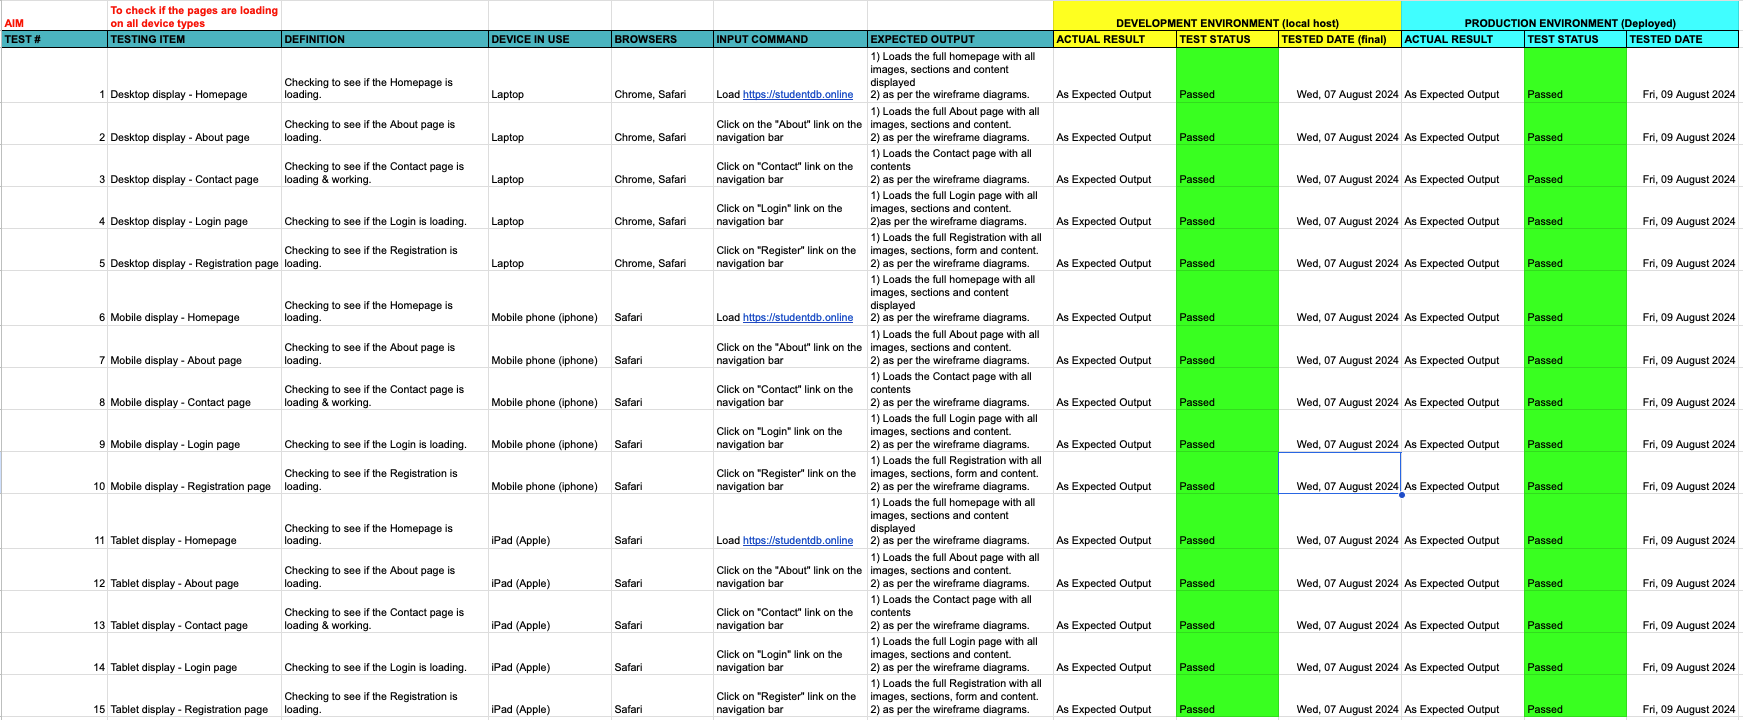 AIM To check if the pages are loading on all device types DEVELOPMENT ENVIRONMENT (local host) PRODUCTION ENVIRONMENT (Deployed)
TEST # TESTING ITEM DEFINITION DEVICE IN USE BROWSERS INPUT COMMAND EXPECTED OUTPUT ACTUAL RESULT TEST STATUS TESTED DATE (final) ACTUAL RESULT TEST STATUS TESTED DATE
1 Desktop display - Homepage Checking to see if the Homepage is loading. Laptop Chrome, Safari Load https://studentdb.online 1) Loads the full homepage with all images, sections and content displayed 2) as per the wireframe diagrams. As Expected Output Passed Wed, 07 August 2024 As Expected Output Passed Fri, 09 August 2024
2 Desktop display - About page Checking to see if the About page is loading. Laptop Chrome, Safari Click on the "About" link on the navigation bar 1) Loads the full About page with all images, sections and content. 2) as per the wireframe diagrams. As Expected Output Passed Wed, 07 August 2024 As Expected Output Passed Fri, 09 August 2024
3 Desktop display - Contact page Checking to see if the Contact page is loading & working. Laptop Chrome, Safari Click on "Contact" link on the navigation bar 1) Loads the Contact page with all contents 2) as per the wireframe diagrams. As Expected Output Passed Wed, 07 August 2024 As Expected Output Passed Fri, 09 August 2024
4 Desktop display - Login page Checking to see if the Login is loading. Laptop Chrome, Safari Click on "Login" link on the navigation bar 1) Loads the full Login page with all images, sections and content. 2)as per the wireframe diagrams. As Expected Output Passed Wed, 07 August 2024 As Expected Output Passed Fri, 09 August 2024
5 Desktop display - Registration page Checking to see if the Registration is loading. Laptop Chrome, Safari Click on "Register" link on the navigation bar 1) Loads the full Registration with all images, sections, form and content. 2) as per the wireframe diagrams. As Expected Output Passed Wed, 07 August 2024 As Expected Output Passed Fri, 09 August 2024
6 Mobile display - Homepage Checking to see if the Homepage is loading. Mobile phone (iphone) Safari Load https://studentdb.online 1) Loads the full homepage with all images, sections and content displayed 2) as per the wireframe diagrams. As Expected Output Passed Wed, 07 August 2024 As Expected Output Passed Fri, 09 August 2024
7 Mobile display - About page Checking to see if the About page is loading. Mobile phone (iphone) Safari Click on the "About" link on the navigation bar 1) Loads the full About page with all images, sections and content. 2) as per the wireframe diagrams. As Expected Output Passed Wed, 07 August 2024 As Expected Output Passed Fri, 09 August 2024
8 Mobile display - Contact page Checking to see if the Contact page is loading & working. Mobile phone (iphone) Safari Click on "Contact" link on the navigation bar 1) Loads the Contact page with all contents 2) as per the wireframe diagrams. As Expected Output Passed Wed, 07 August 2024 As Expected Output Passed Fri, 09 August 2024
9 Mobile display - Login page Checking to see if the Login is loading. Mobile phone (iphone) Safari Click on "Login" link on the navigation bar 1) Loads the full Login page with all images, sections and content. 2) as per the wireframe diagrams. As Expected Output Passed Wed, 07 August 2024 As Expected Output Passed Fri, 09 August 2024
10 Mobile display - Registration page Checking to see if the Registration is loading. Mobile phone (iphone) Safari Click on "Register" link on the navigation bar 1) Loads the full Registration with all images, sections, form and content. 2) as per the wireframe diagrams. As Expected Output Passed Wed, 07 August 2024 As Expected Output Passed Fri, 09 August 2024
11 Tablet display - Homepage Checking to see if the Homepage is loading. iPad (Apple) Safari Load https://studentdb.online 1) Loads the full homepage with all images, sections and content displayed 2) as per the wireframe diagrams. As Expected Output Passed Wed, 07 August 2024 As Expected Output Passed Fri, 09 August 2024
12 Tablet display - About page Checking to see if the About page is loading. iPad (Apple) Safari Click on the "About" link on the navigation bar 1) Loads the full About page with all images, sections and content. 2) as per the wireframe diagrams. As Expected Output Passed Wed, 07 August 2024 As Expected Output Passed Fri, 09 August 2024
13 Tablet display - Contact page Checking to see if the Contact page is loading & working. iPad (Apple) Safari Click on "Contact" link on the navigation bar 1) Loads the Contact page with all contents 2) as per the wireframe diagrams. As Expected Output Passed Wed, 07 August 2024 As Expected Output Passed Fri, 09 August 2024
14 Tablet display - Login page Checking to see if the Login is loading. iPad (Apple) Safari Click on "Login" link on the navigation bar 1) Loads the full Login page with all images, sections and content. 2) as per the wireframe diagrams. As Expected Output Passed Wed, 07 August 2024 As Expected Output Passed Fri, 09 August 2024
15 Tablet display - Registration page Checking to see if the Registration is loading. iPad (Apple) Safari Click on "Register" link on the navigation bar 1) Loads the full Registration with all images, sections, form and content. 2) as per the wireframe diagrams. As Expected Output Passed Wed, 07 August 2024 As Expected Output Passed Fri, 09 August 2024